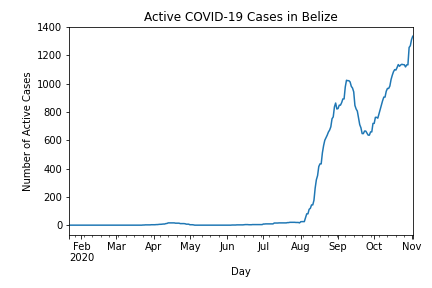 Active COVID-19 Cases in Belize
1400
1200
1000
800
600
400
200
0
Number of Active Cases
Feb Mar Apr May Jun Jul Aug Sep Oct Nov
2020
Day